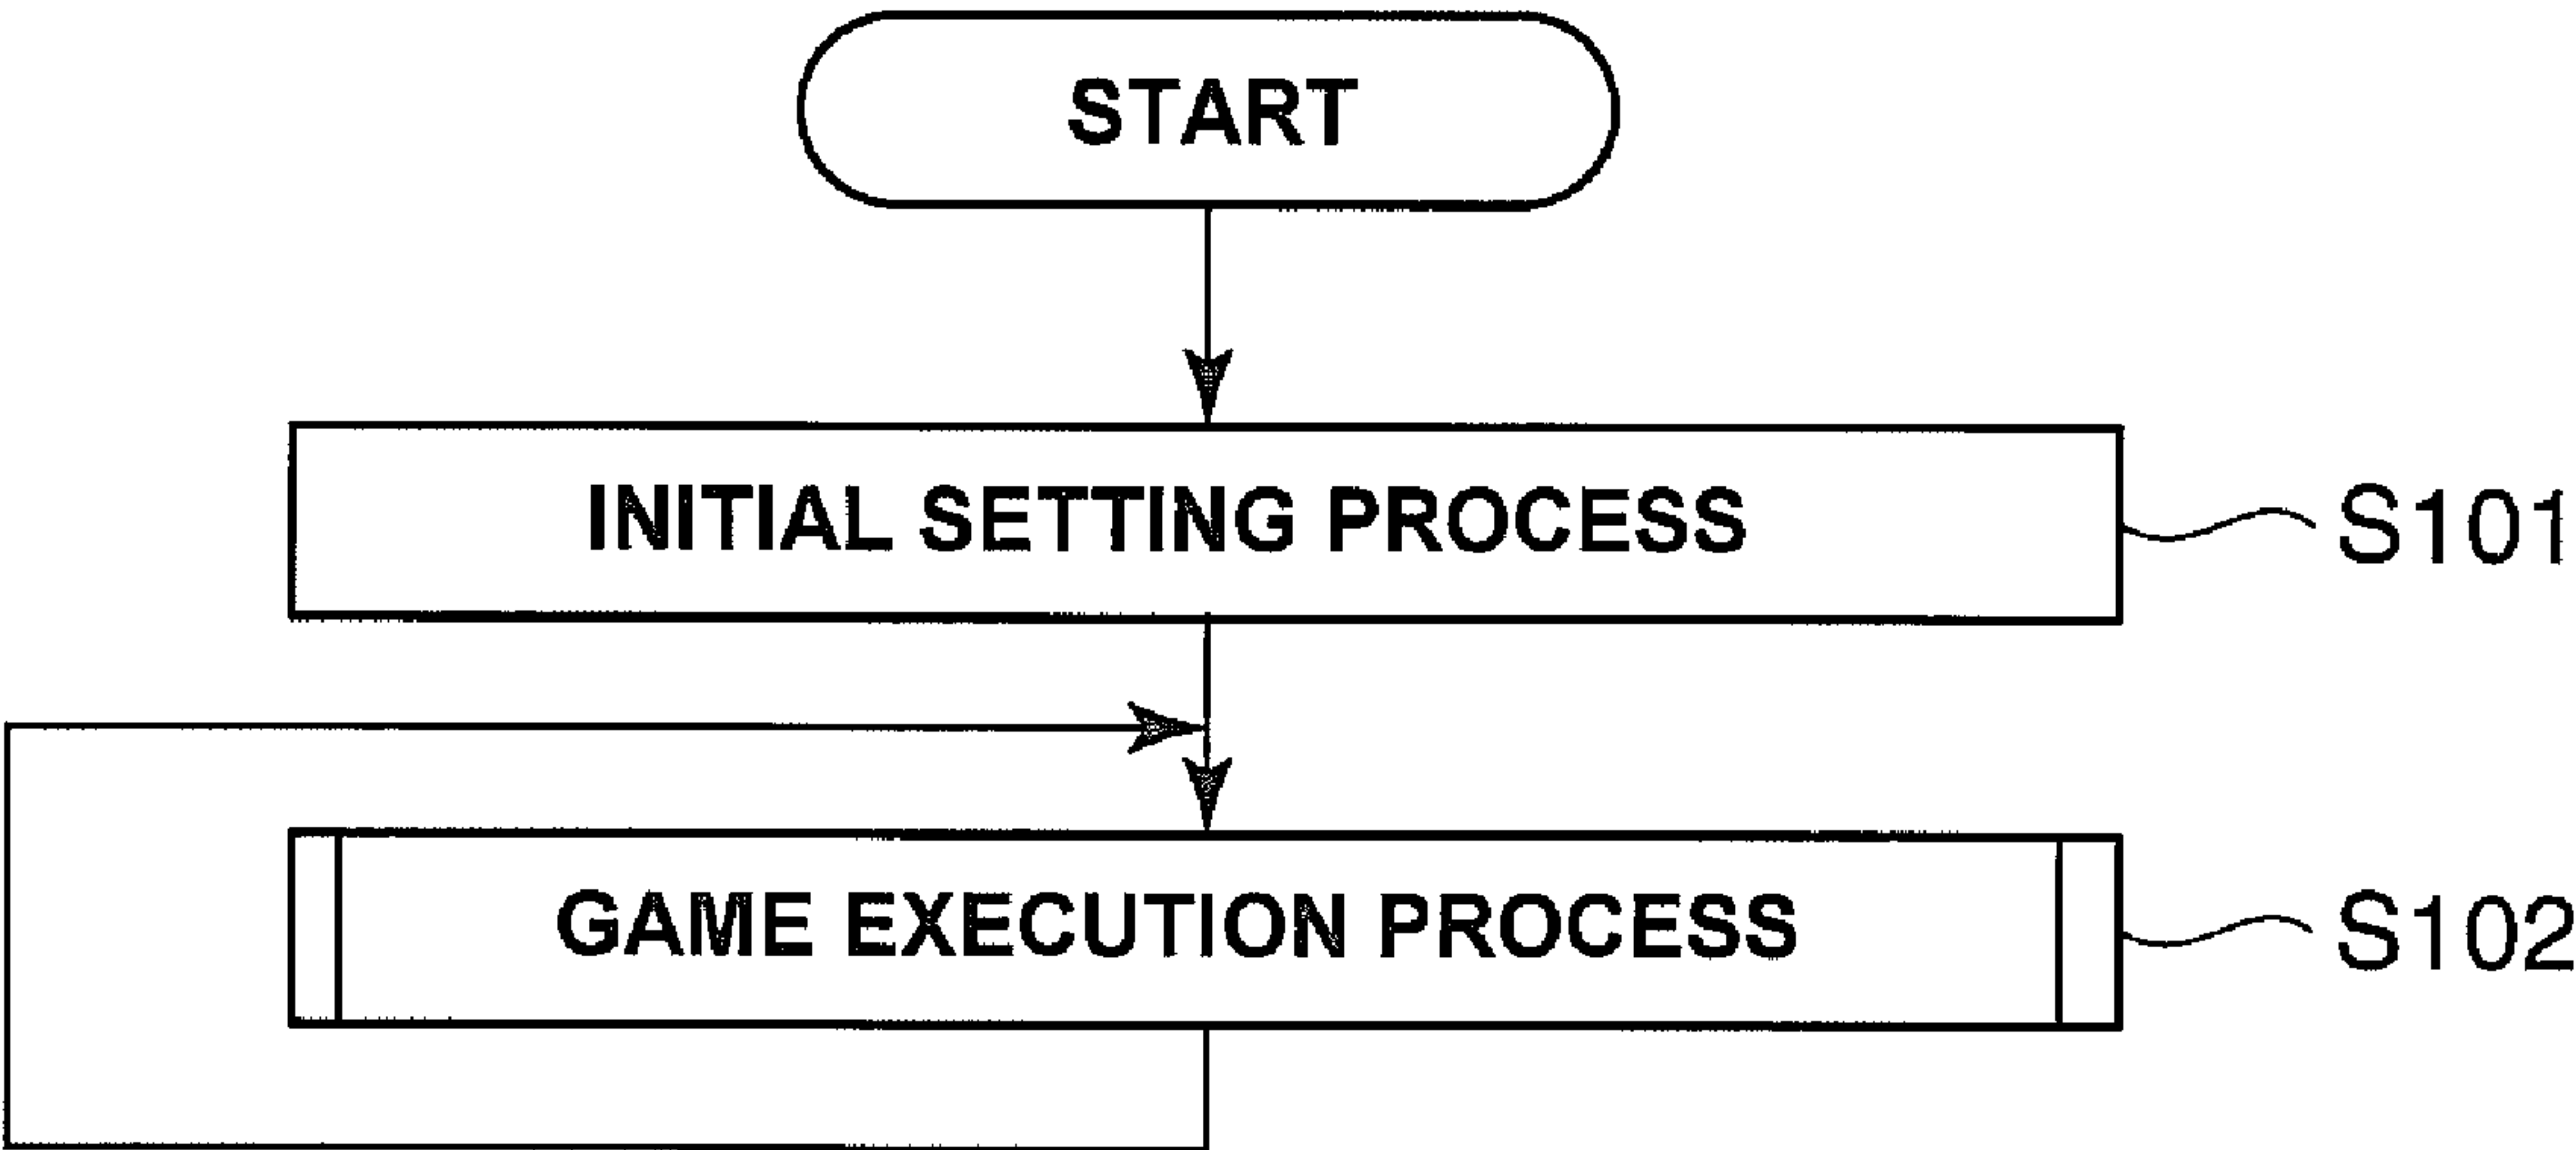 START
INITIAL SETTING PROCESS
S101
GAME EXECUTION PROCESS
S102